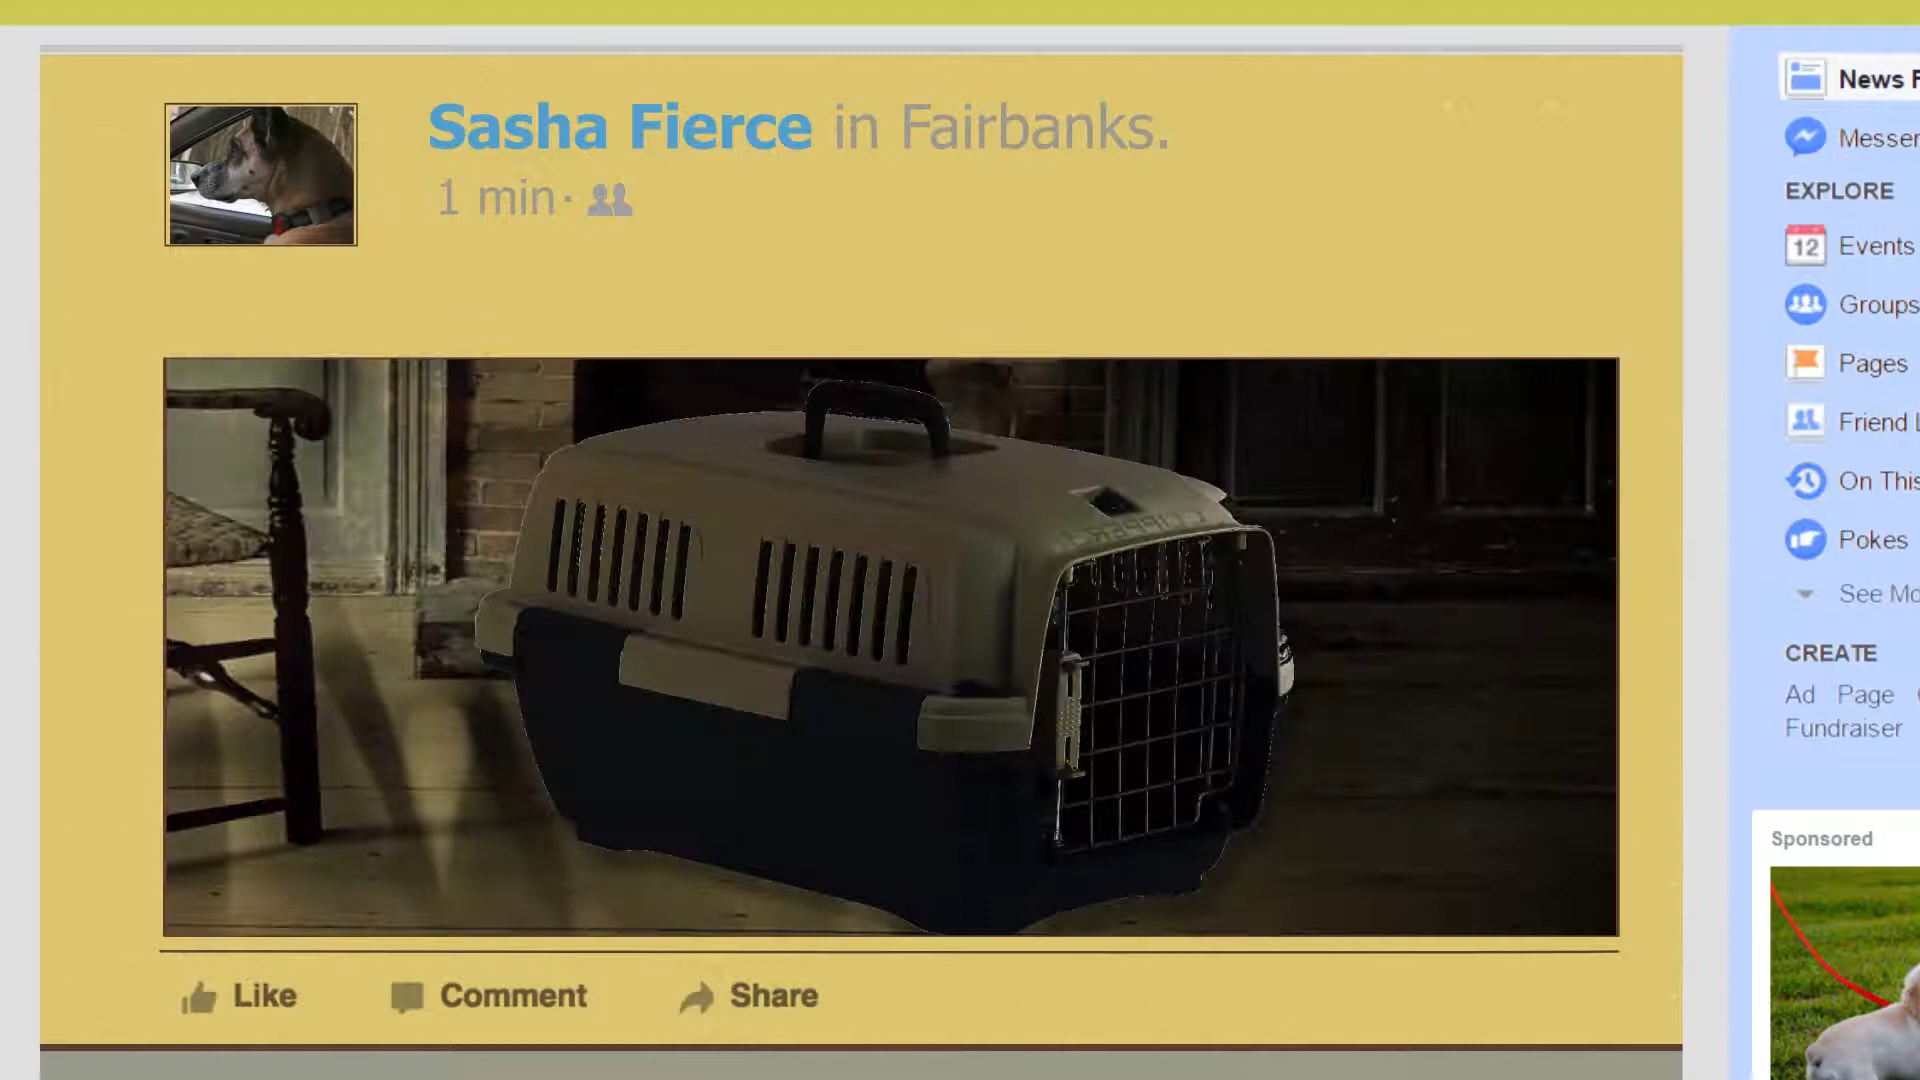 Sasha Fierce in Fairbanks.
1 min ·
Like Comment Share
News F
Messen
EXPLORE
12 Events
Groups
Pages
Friend L
On This
Pokes
See Mo
CREATE
Ad Page
Fundraiser
Sponsored